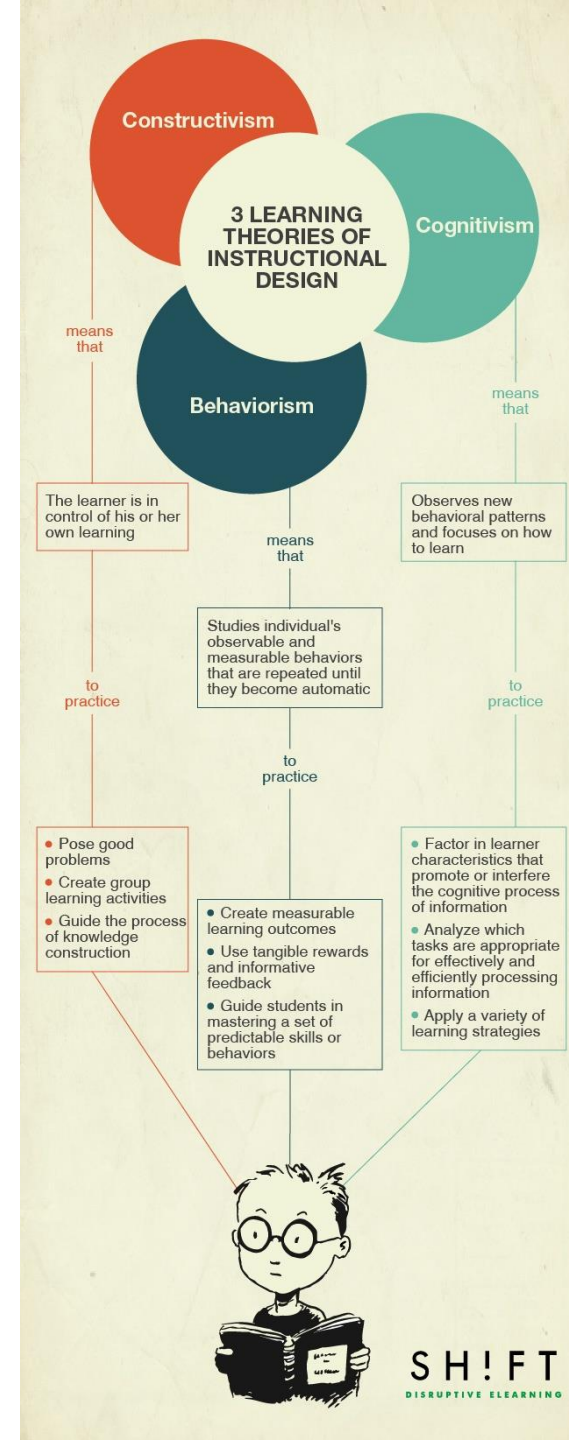 Constructivism
Cognitivism
3 LEARNING
THEORIES OF
INSTRUCTIONAL
DESIGN
Behaviorism
means
that
The learner is in
control of his or her
own learning
to
practice
• Pose good
problems
• Create group
learning activities
• Guide the process
of knowledge
construction
means
that
Studies individual's
observable and
measurable behaviors
that are repeated until
they become automatic
to
practice
• Create measurable
learning outcomes
• Use tangible rewards
and informative
feedback
• Guide students in
mastering a set of
predictable skills or
behaviors
means
that
Observes new
behavioral patterns
and focuses on how
to learn
to
practice
• Factor in learner
characteristics that
promote or interfere
the cognitive process
of information
• Analyze which
tasks are appropriate
for effectively and
efficiently processing
information
• Apply a variety of
learning strategies
SH!FT
DISRUPTIVE ELEARNING